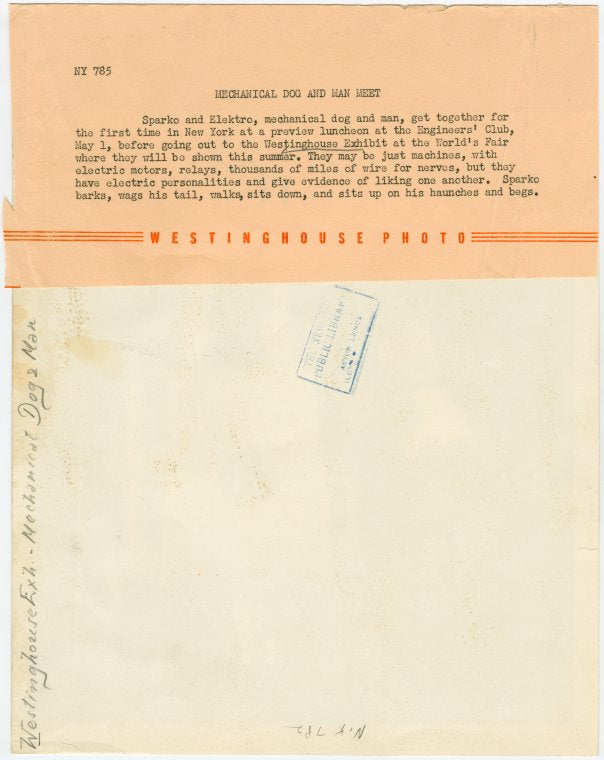 NY 785
MECHANICAL DOG AND MAN MEET
Sparko and Elektro, mechanical dog and man, get together for
the first time in New York at a preview luncheon at the Engineers' Club,
May 1, before going out to the Westinghouse Exhibit at the World's Fair
where they will be shown this summer. They may be just machines, with
electric motors, relays, thousands of miles of wire for nerves, but they
have electric personalities and give evidence of liking one another. Sparko
barks, wags his tail, walks, sits down, and sits up on his haunches and begs.
WESTINGHOUSE PHOTO
PUBLIC LIBRARY
Westinghouse Exh. - Mechanical Dog & Man
N.Y 782